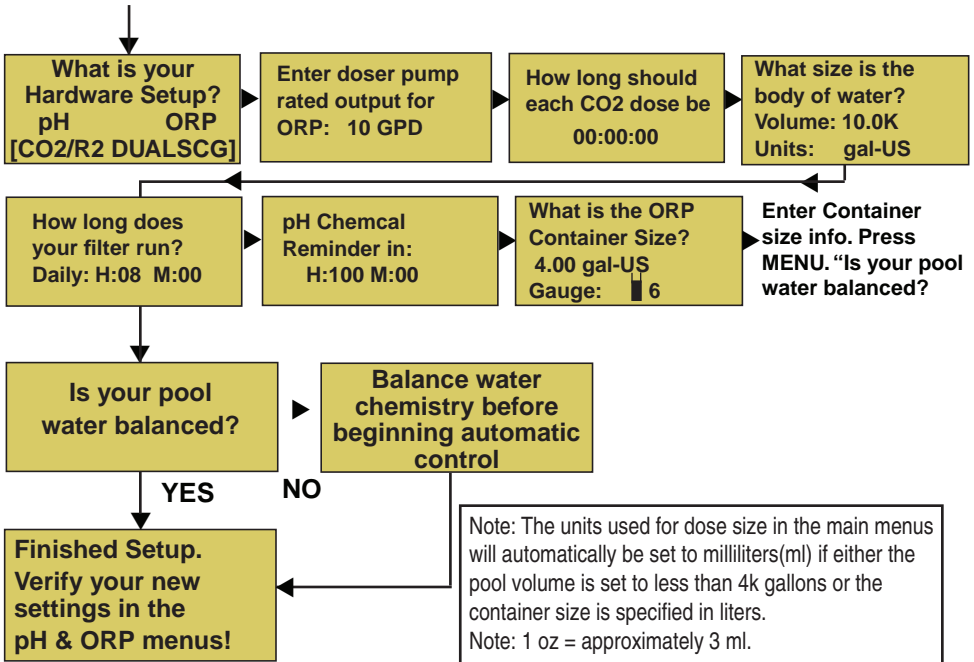 What is your
Hardware Setup?
pH ORP
[CO2/R2 DUALSCG]
Enter doser pump
rated output for
ORP: 10 GPD
How long should
each CO2 dose be
00:00:00
What size is the
body of water?
Volume: 10.0K
Units: gal-US
How long does
your filter run?
Daily: H:08 M:00
pH Chemcal
Reminder in:
H:100 M:00
What is the ORP
Container Size?
4.00 gal-US
Gauge: 6
Enter Container
size info. Press
MENU. “Is your pool
water balanced?
Is your pool
water balanced?
Balance water
chemistry before
beginning automatic
control
YES
NO
Finished Setup.
Verify your new
settings in the
pH & ORP menus!
Note: The units used for dose size in the main menus
will automatically be set to milliliters(ml) if either the
pool volume is set to less than 4k gallons or the
container size is specified in liters.
Note: 1 oz = approximately 3 ml.